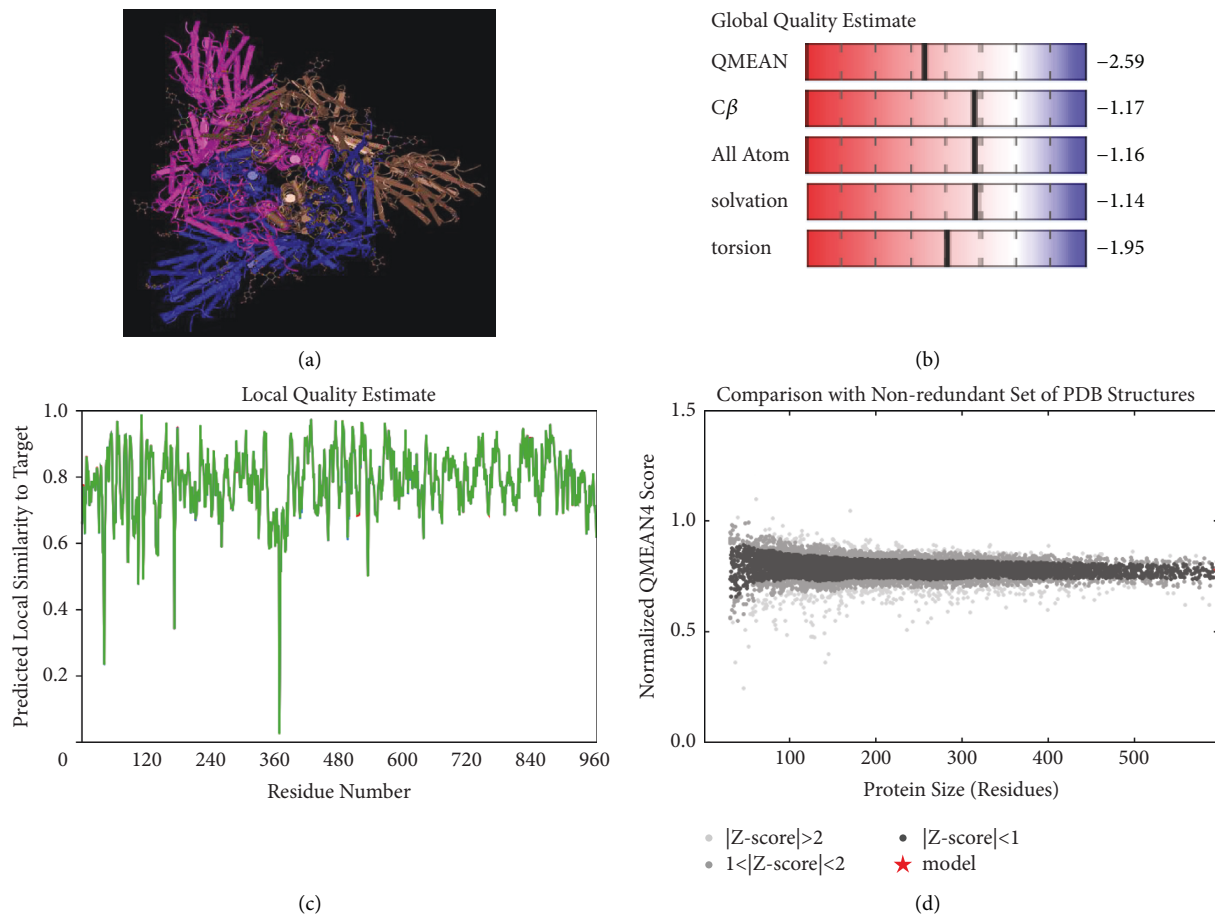 (a)
Global Quality Estimate
QMEAN −2.59
Cβ −1.17
All Atom −1.16
solvation −1.14
torsion −1.95
(b)
Local Quality Estimate
Predicted Local Similarity to Target
1.0
0.8
0.6
0.4
0.2
0 120 240 360 480 600 720 840 960
Residue Number
(c)
Comparison with Non-redundant Set of PDB Structures
Normalized QMEAN4 Score
1.5
1.0
0.5
0.0
100 200 300 400 500
Protein Size (Residues)
|Z-score|>2
|Z-score|<1
1<|Z-score|<2
model
(d)